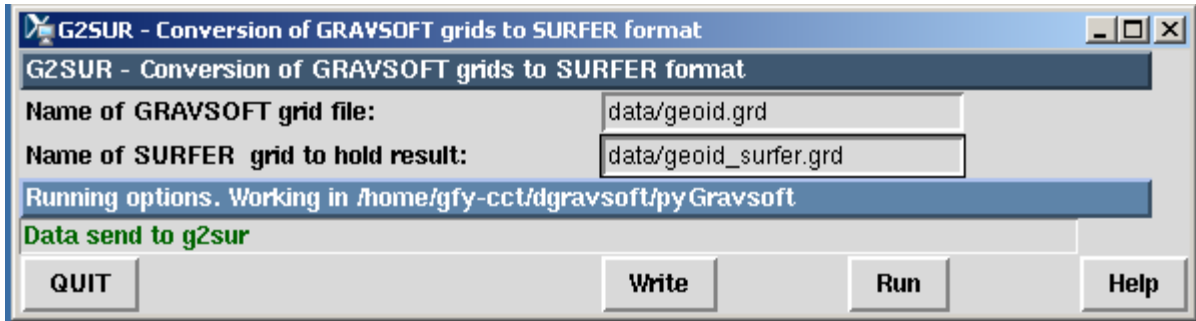 G2SUR - Conversion of GRAVSOFT grids to SURFER format
G2SUR - Conversion of GRAVSOFT grids to SURFER format
Name of GRAVSOFT grid file: data/geoid.grd
Name of SURFER grid to hold result: data/geoid_surfer.grd
Running options. Working in /home/gfy-cct/dgravsoft/pyGravsoft
Data send to g2sur
QUIT Write Run Help